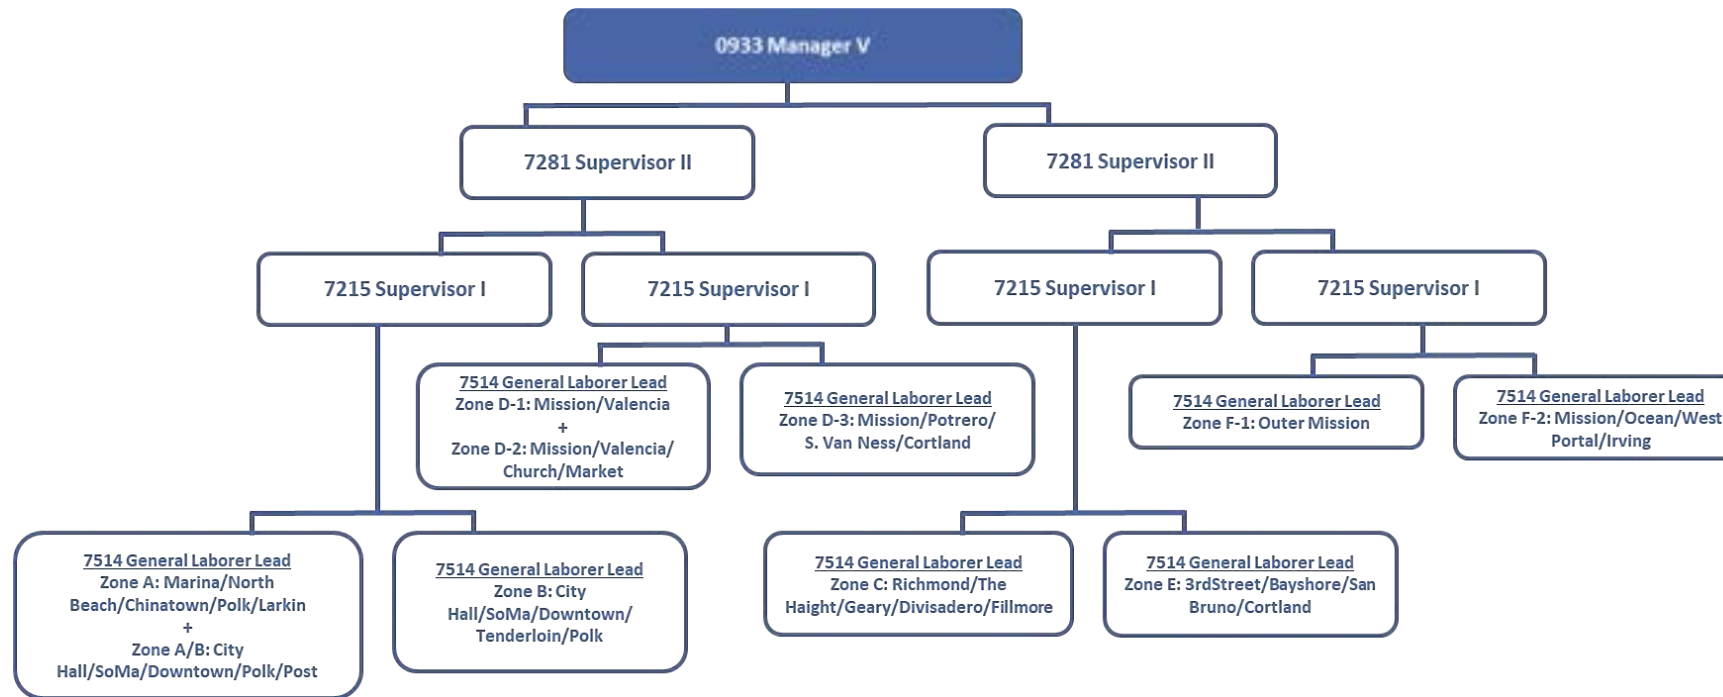 0933 Manager V
7281 Supervisor II
7281 Supervisor II
7215 Supervisor I
7215 Supervisor I
7215 Supervisor I
7215 Supervisor I
7514 General Laborer Lead
Zone D-1: Mission/Valencia
+
Zone D-2: Mission/Valencia/
Church/Market
7514 General Laborer Lead
Zone D-3: Mission/Potrero/
S. Van Ness/Cortland
7514 General Laborer Lead
Zone F-1: Outer Mission
7514 General Laborer Lead
Zone F-2: Mission/Ocean/West
Portal/Irving
7514 General Laborer Lead
Zone A: Marina/North
Beach/Chinatown/Polk/Larkin
+
Zone A/B: City
Hall/SoMa/Downtown/Polk/Post
7514 General Laborer Lead
Zone B: City
Hall/SoMa/Downtown/
Tenderloin/Polk
7514 General Laborer Lead
Zone C: Richmond/The
Haight/Geary/Divisadero/Fillmore
7514 General Laborer Lead
Zone E: 3rdStreet/Bayshore/San
Bruno/Cortland